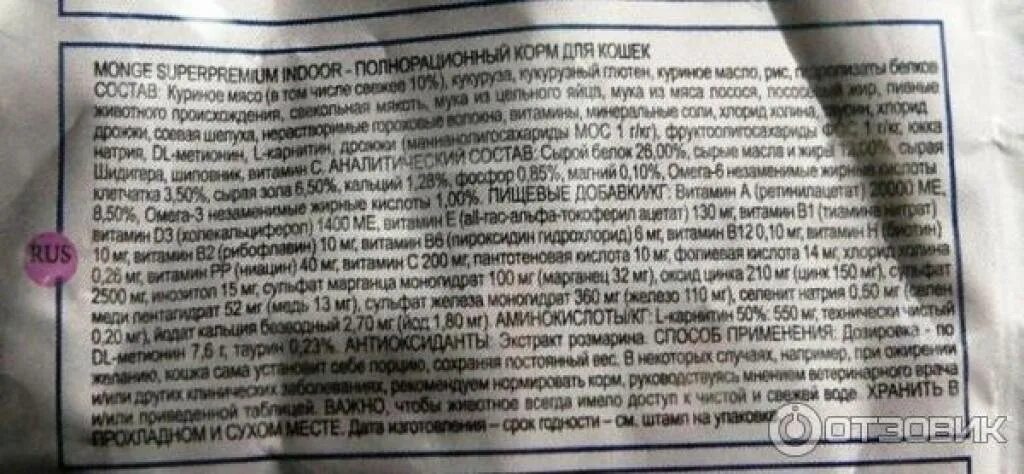 MONGE SUPERPREMIUM INDOOR - ПОЛНОРАЦИОННЫЙ КОРМ ДЛЯ КОШЕК
СОСТАВ: Куриное мясо (в том числе свежее 10%), кукуруза, кукурузный глютен, куриное масло, рис, гидролизаты белков
животного происхождения, свекольная мякоть, мука из цельного яйца, мука из мяса лосося, лососевый жир, пивные
дрожжи, соевая шелуха, нерастворимые гороховые волокна, витамины, минеральные соли, хлорид холина, хлорид
натрия, DL-метионин, L-карнитин, дрожжи (маннанолигосахариды МОС 1 г/кг), фруктоолигосахариды ФОС 1 г/кг, юкка
Шидигера, шиповник, витамин С. АНАЛИТИЧЕСКИЙ СОСТАВ: Сырой белок 26,00%, сырые масла и жиры сырая
клетчатка 3,50%, сырая зола 6,50%, кальций 1,28%, фосфор 0,85%, магний 0,10%, Омега-6 незаменимые жирные кислоты
8,50%, Омега-3 незаменимые жирные кислоты 1,00%. ПИЩЕВЫЕ ДОБАВКИ/КГ: Витамин А (ретинилацетат) 20000 МЕ,
витамин D3 (холекальциферол) 1400 МЕ, витамин Е (all-rac-альфа-токоферил ацетат) 130 мг, витамин В1 (тиамина нитрат)
10 мг, витамин В2 (рибофлавин) 10 мг, витамин В6 (пироксидин гидрохлорид) 6 мг, витамин В12 0,10 мг, витамин Н (биотин)
0,26 мг, витамин РР (ниацин) 40 мг, витамин С 200 мг, пантотеновая кислота 10 мг, фолиевая кислота 14 мг, хлорид холина
2500 мг, инозитол 15 мг, сульфат марганца моногидрат 100 мг (марганец 32 мг), оксид цинка 210 мг (цинк 150 мг), сульфат
меди пентагидрат 52 мг (медь 13 мг), сульфат железа моногидрат 360 мг (железо 110 мг), селенит натрия 0,50 мг (селен
0,20 мг), йодат кальция безводный 2,70 мг (йод 1,80 мг). АМИНОКИСЛОТЫ/КГ: L-карнитин 50%: 550 мг, технически чистый
DL-метионин 7,6 г, таурин 0,23%. АНТИОКСИДАНТЫ: Экстракт розмарина. СПОСОБ ПРИМЕНЕНИЯ: Дозировка - по
желанию, кошка сама установит себе порцию, сохраняя постоянный вес. В некоторых случаях, например, при ожирении
и/или других клинических заболеваниях, рекомендуем нормировать корм, руководствуясь мнением ветеринарного врача
и/или приведенной таблицей. ВАЖНО, чтобы животное всегда имело доступ к чистой и свежей воде. ХРАНИТЬ В
ПРОХЛАДНОМ И СУХОМ МЕСТЕ. Дата изготовления – срок годности – см. штамп на упаковке
RUS
ОТЗОВИК